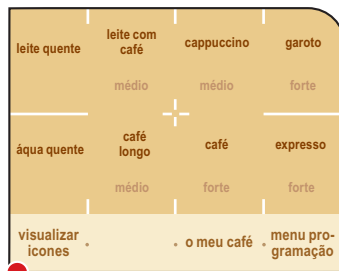 leite quente
leite com
café
médio
cappuccino
médio
garoto
forte
áqua quente
café
longo
médio
café
forte
expresso
forte
visualizar
icones
o meu café
menu pro-
gramação